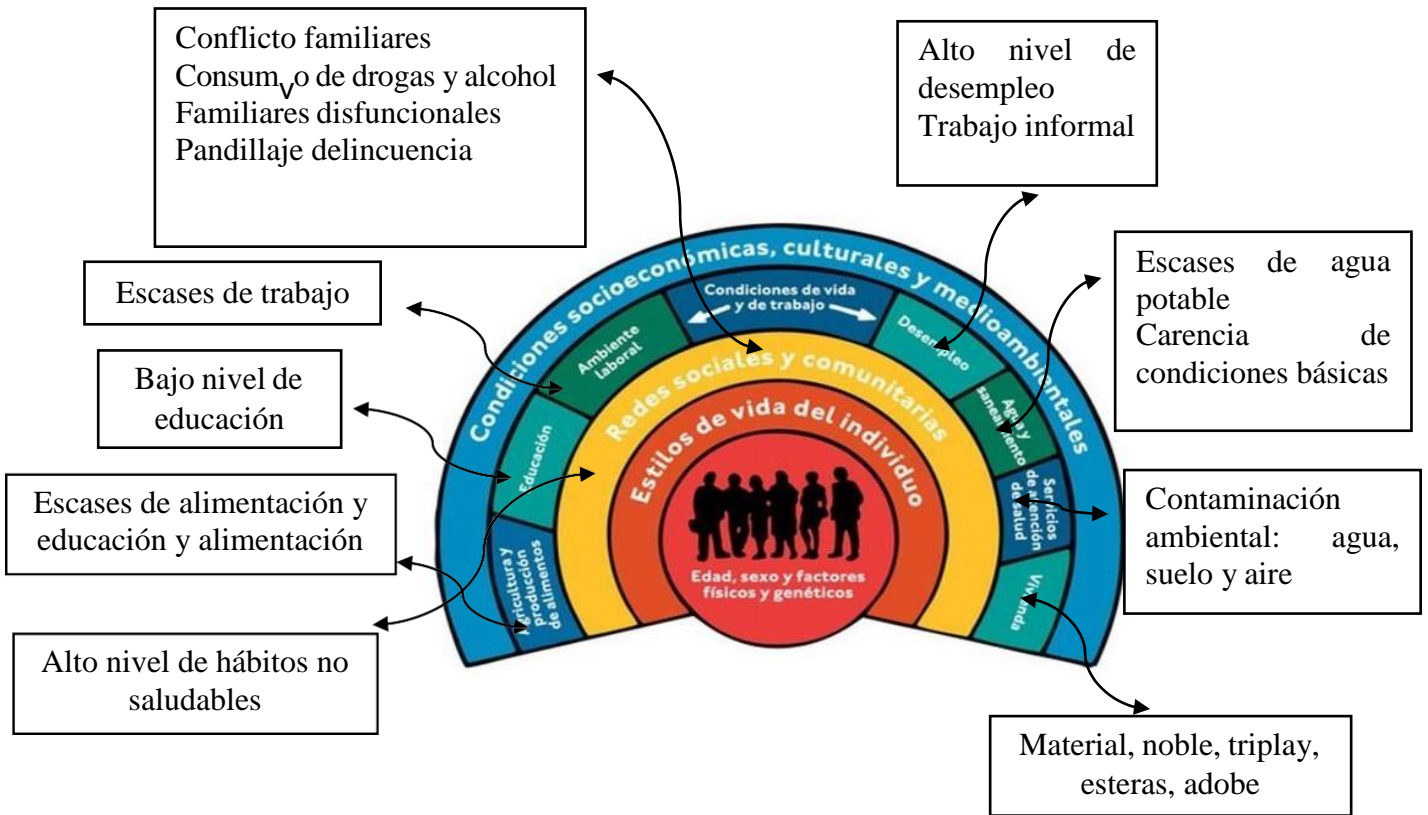 Conflicto familiares
Consumvo de drogas y alcohol
Familiares disfuncionales
Pandillaje delincuencia
Alto nivel de
desempleo
Trabajo informal
Escases de trabajo
Bajo nivel de
educación
Escases de alimentación y
educación y alimentación
Alto nivel de hábitos no
saludables
Escases de agua
potable
Carencia de
condiciones básicas
Contaminación
ambiental: agua,
suelo y aire
Material, noble, triplay,
esteras, adobe
Condiciones socioeconómicas, culturales y medioambientales
Condiciones de vida
y de trabajo
Ambiente
laboral
Educación
Agricultura y
producción
de alimentos
Desempleo
Agua y
saneamiento
Servicios
de atención
de salud
Vivienda
Redes sociales y comunitarias
Estilos de vida del individuo
Edad, sexo y factores
físicos y genéticos